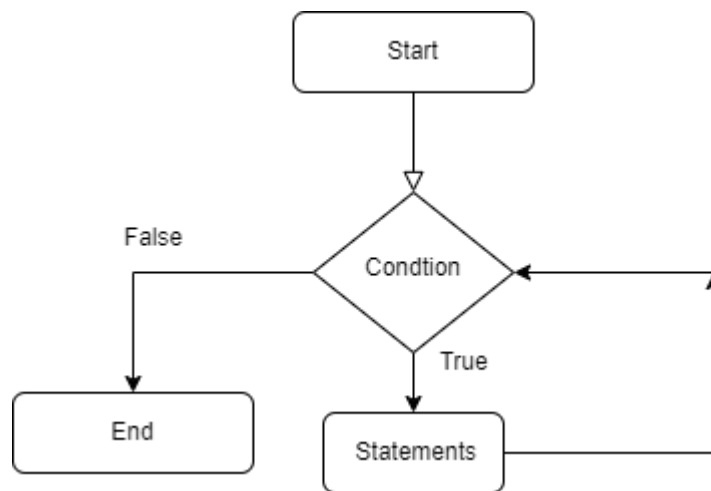 Start
False
Condtion
True
End
Statements